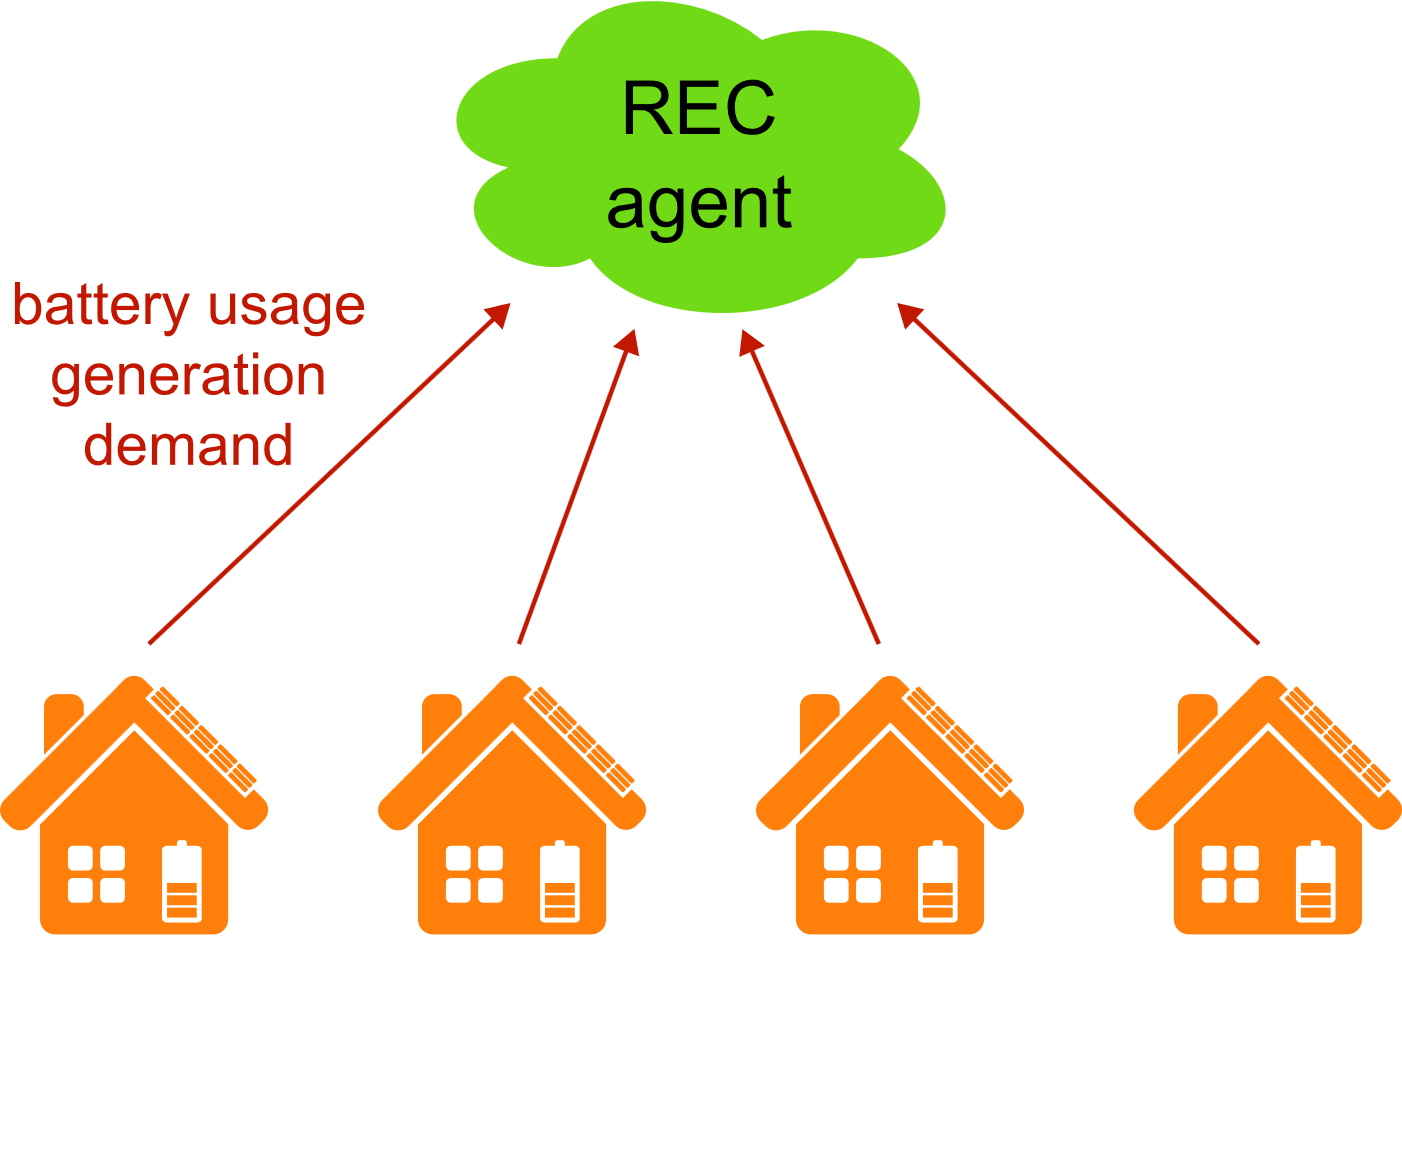 REC
agent
battery usage
generation
demand